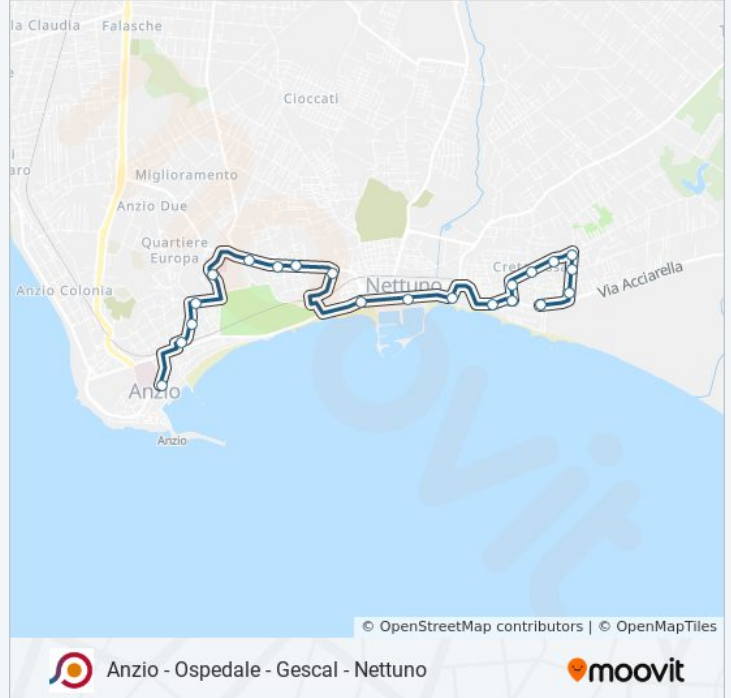 la Claudia
Falasche
Cioccati
Miglioramento
Anzio Due
Quartiere
Europa
Anzio Colonia
Nettuno
Via Acciarella
Anzio
Anzio
© OpenStreetMap contributors | © OpenMapTiles
Anzio - Ospedale - Gescal - Nettuno
moovit